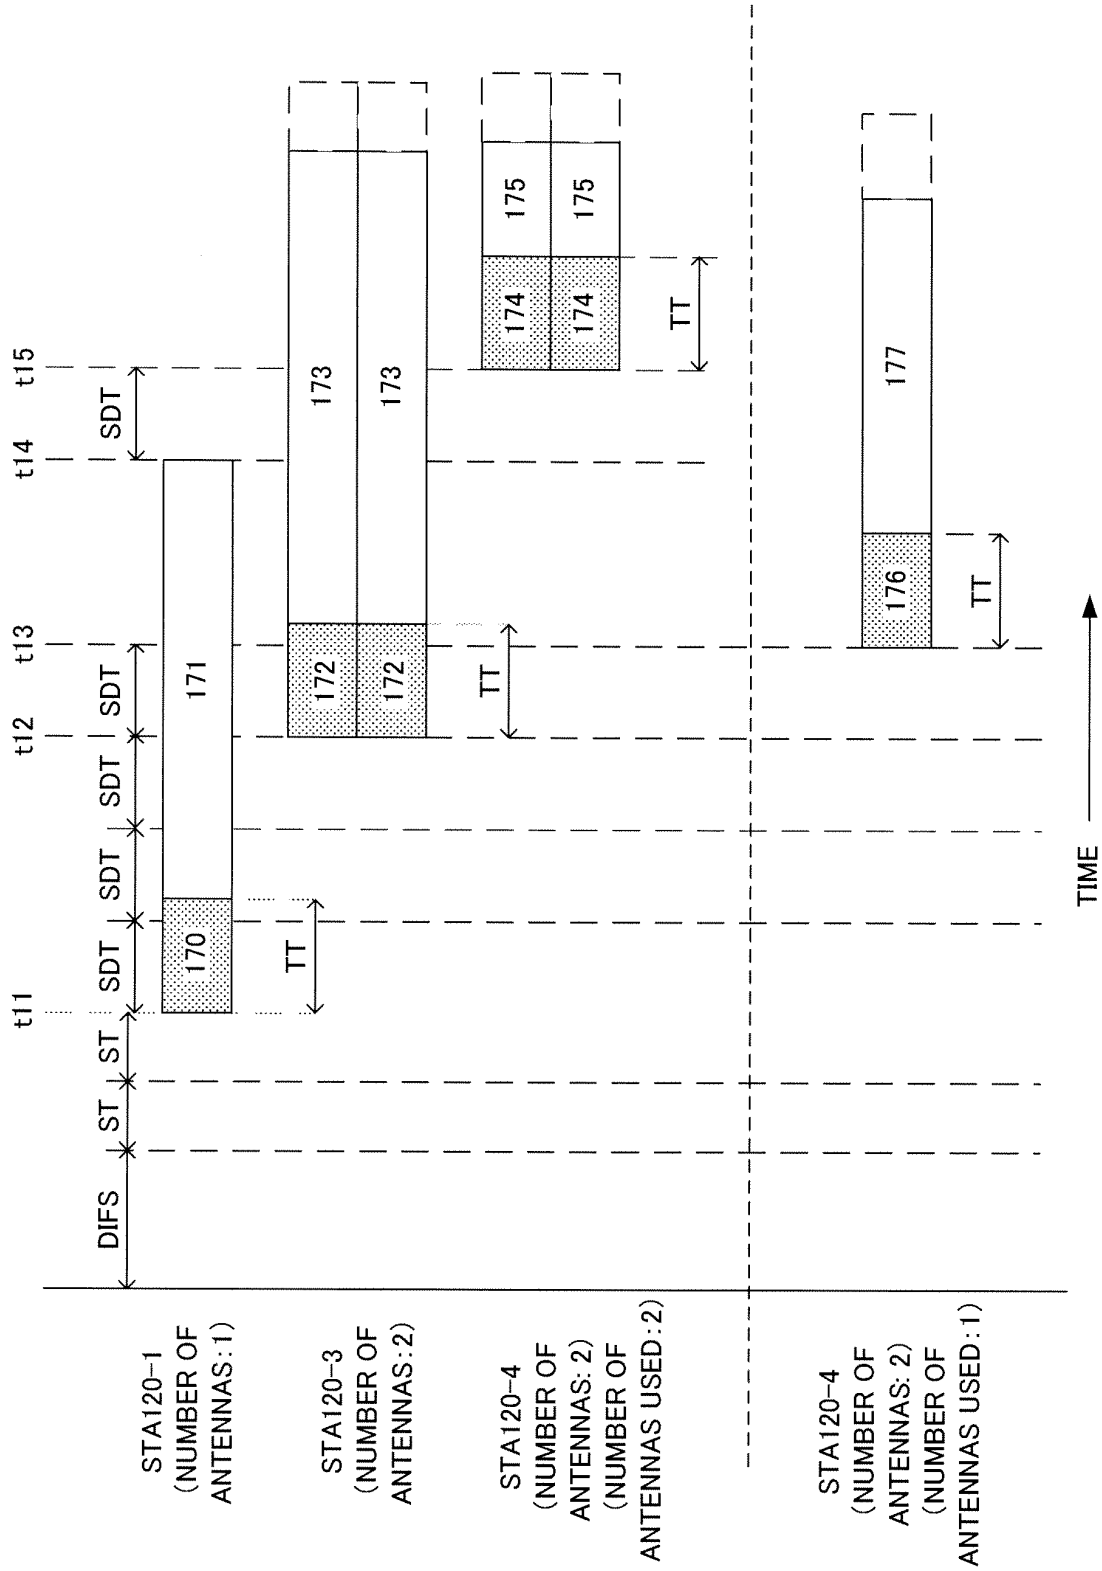 t11
t12
t13
t14
t15
DIFS
ST
ST
SDT
SDT
SDT
SDT
SDT
STA120-1
(NUMBER OF
ANTENNAS:1)
170
171
TT
STA120-3
(NUMBER OF
ANTENNAS:2)
172
173
172
173
TT
STA120-4
(NUMBER OF
ANTENNAS: 2)
(NUMBER OF
ANTENNAS USED:2)
174
175
174
175
TT
STA120-4
(NUMBER OF
ANTENNAS: 2)
(NUMBER OF
ANTENNAS USED:1)
176
177
TT
TIME